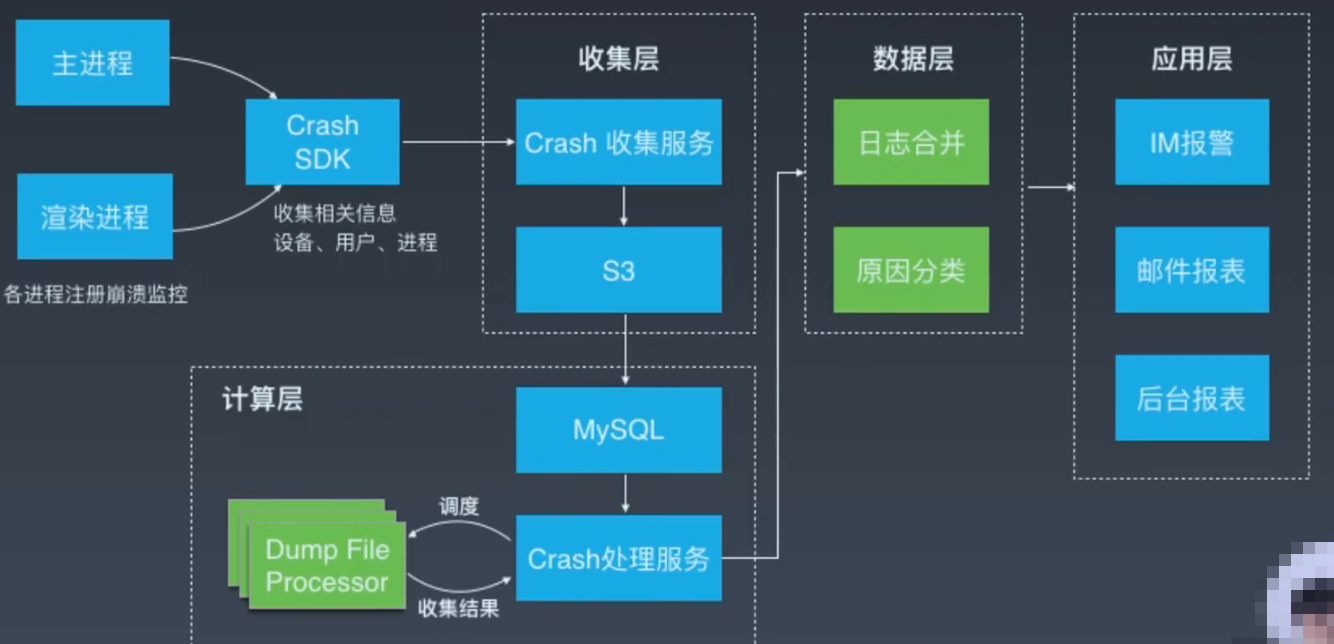 主进程
渲染进程
各进程注册崩溃监控
Crash
SDK
收集相关信息
设备、用户、进程
收集层
Crash 收集服务
S3
计算层
MySQL
Crash处理服务
调度
收集结果
Dump File
Processor
数据层
日志合并
原因分类
应用层
IM报警
邮件报表
后台报表